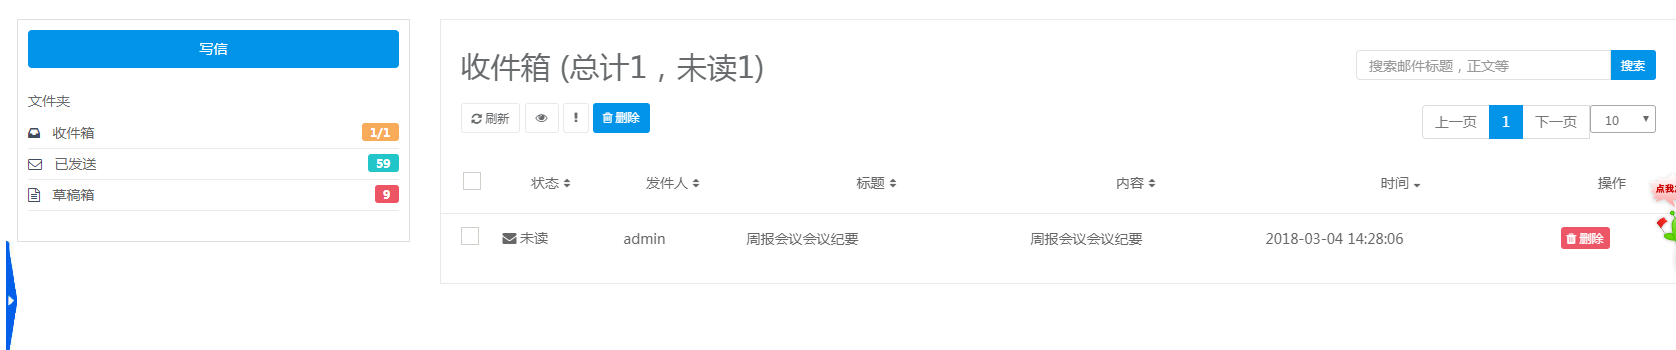 写信
文件夹
收件箱 1/1
已发送 59
草稿箱 9
收件箱 (总计1，未读1)
搜索邮件标题，正文等 搜索
刷新 ! 删除
上一页 1 下一页 10
状态 发件人 标题 内容 时间 操作
未读 admin 周报会议会议纪要 周报会议会议纪要 2018-03-04 14:28:06 删除
点我